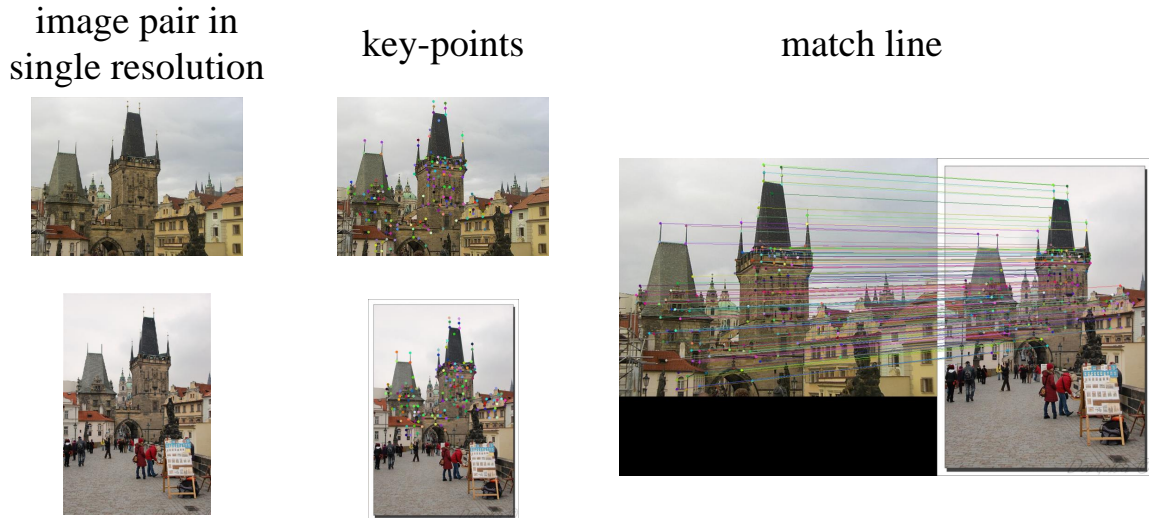 image pair in
single resolution
key-points
match line